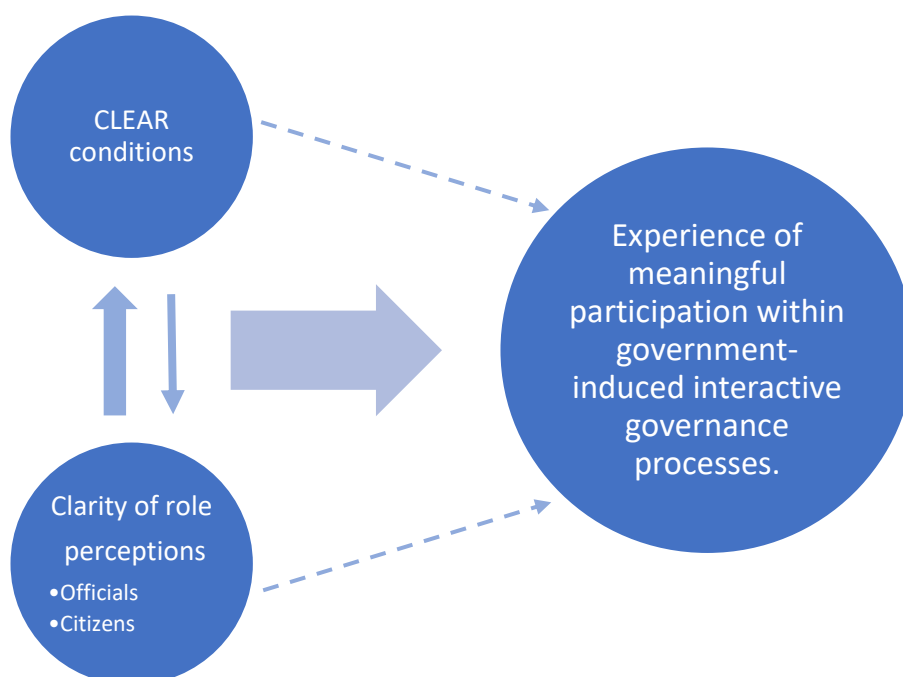 CLEAR
conditions
Experience of
meaningful
participation within
government-
induced interactive
governance
processes.
Clarity of role
perceptions
•Officials
•Citizens